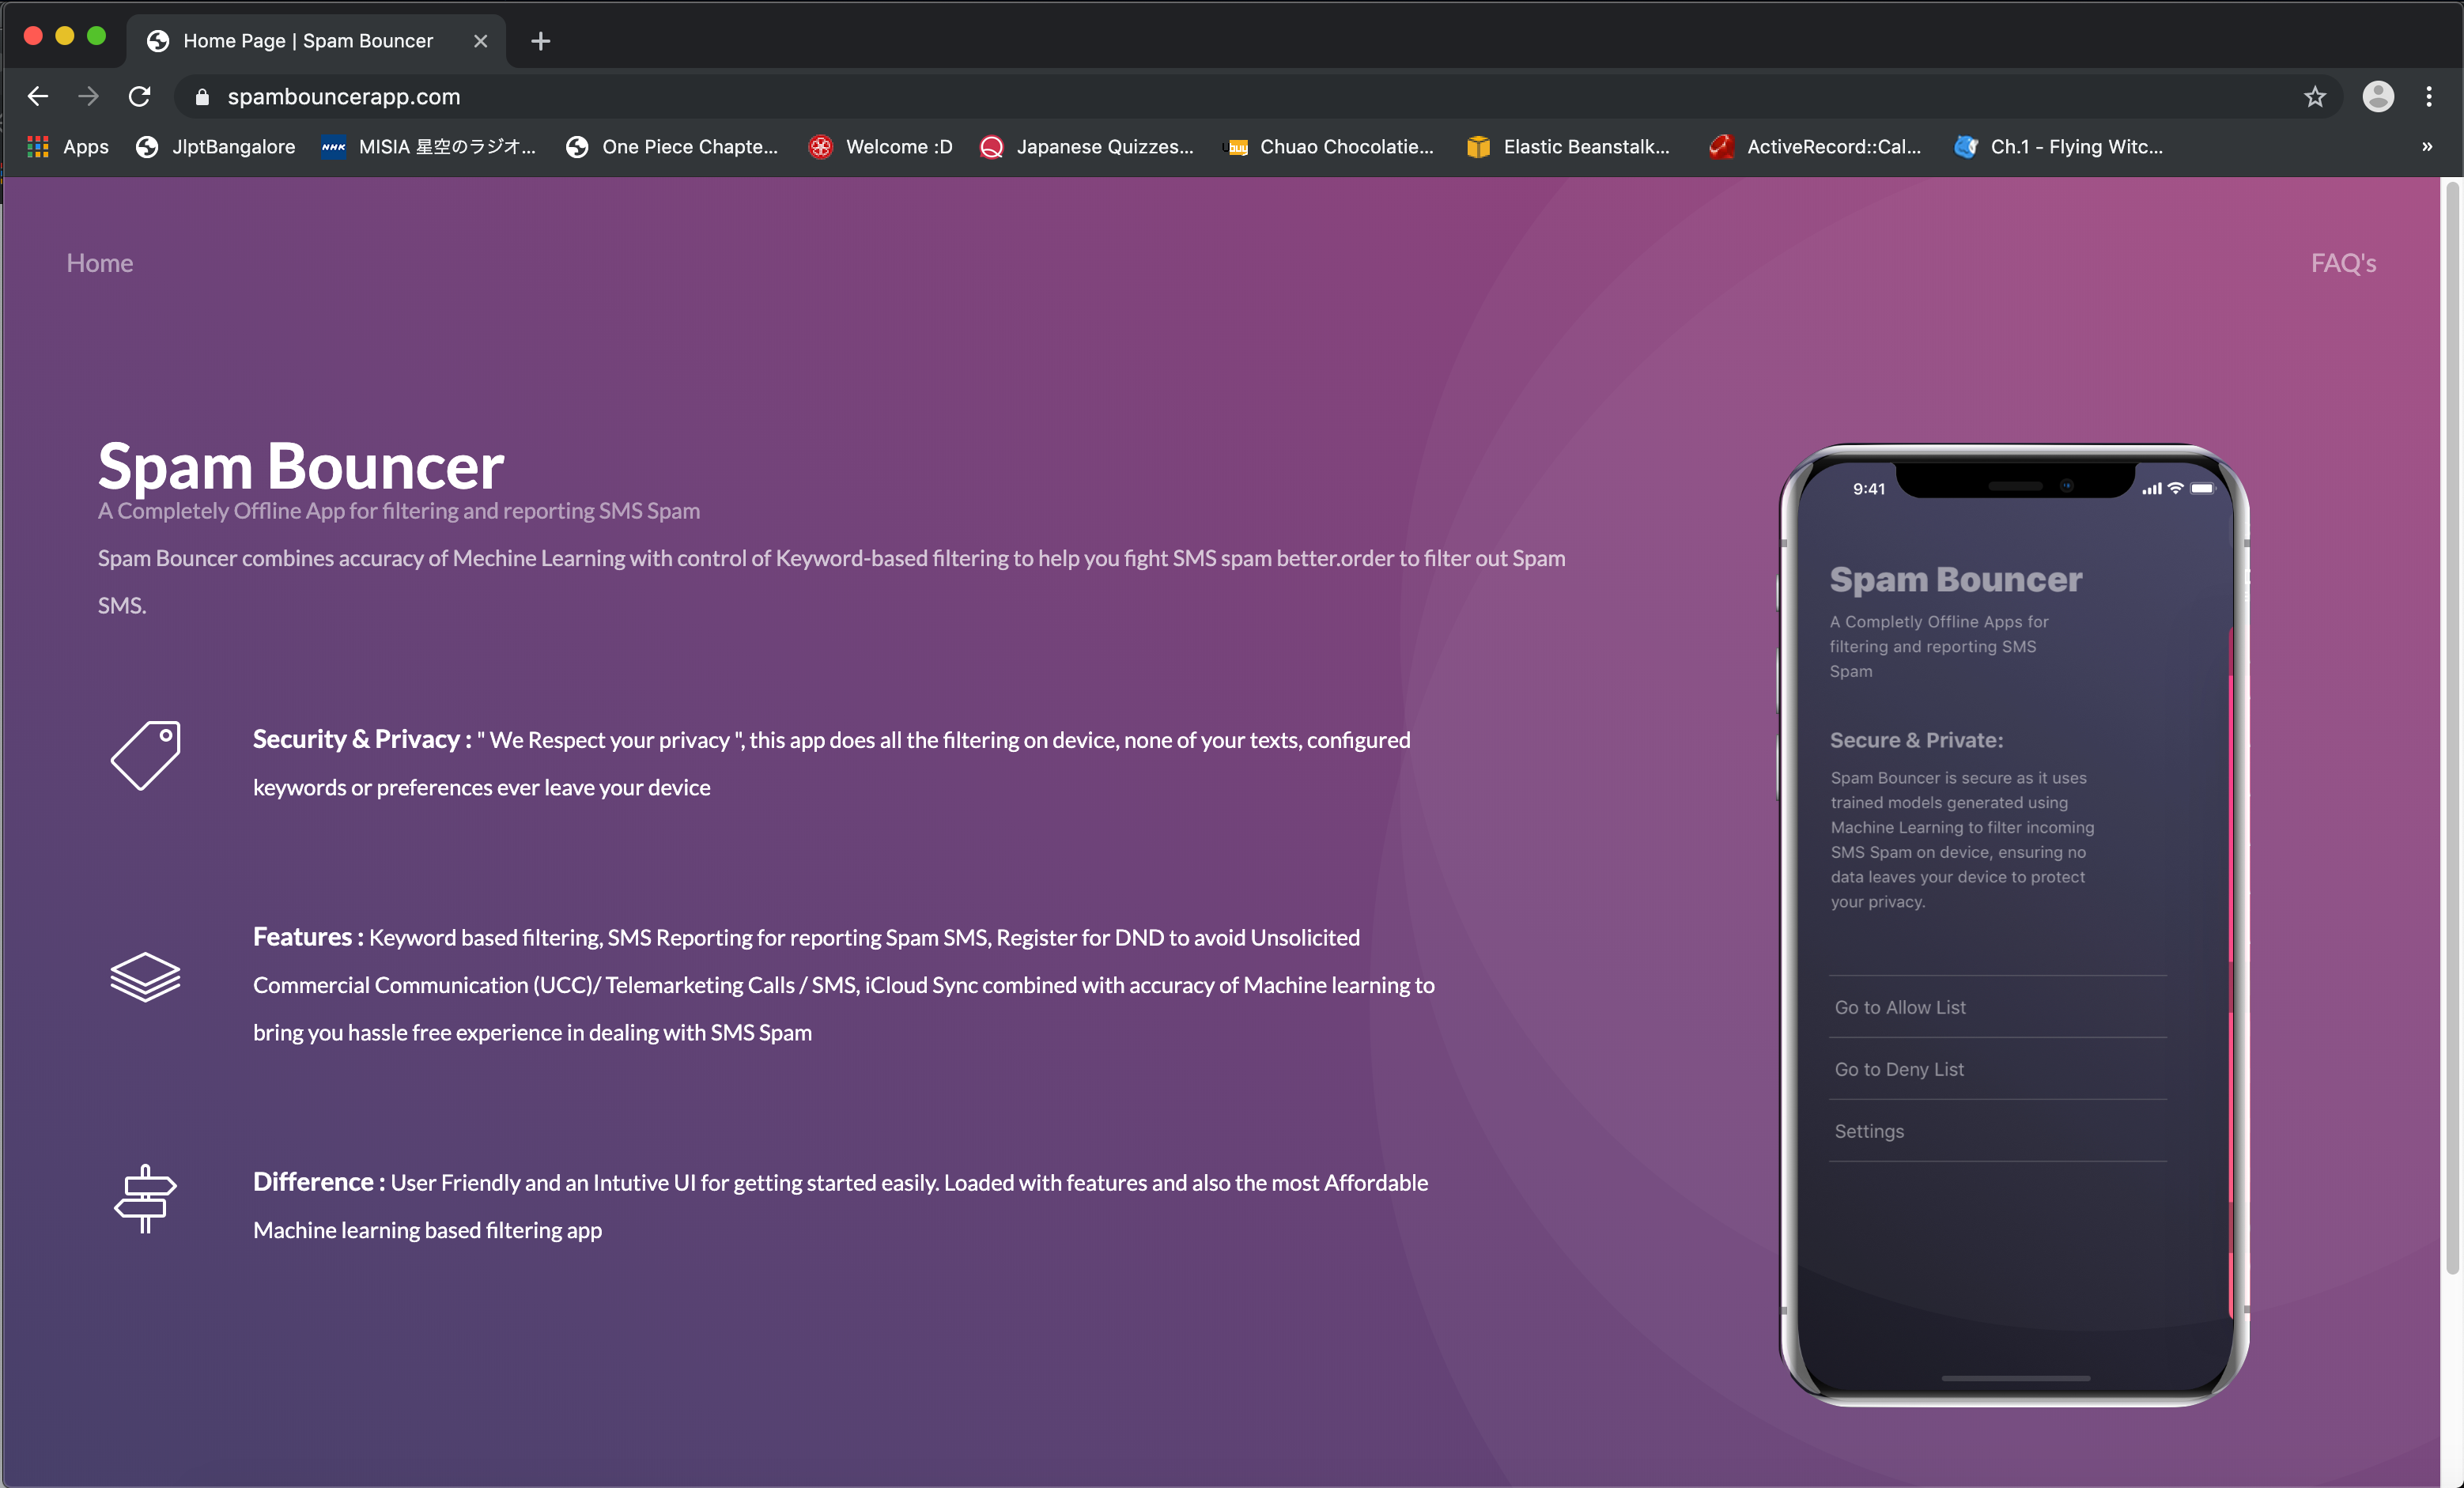 Home Page | Spam Bouncer
spambouncerapp.com
Apps
JlptBangalore
NHK
MISIA 星空のラジオ...
One Piece Chapte...
Welcome :D
Japanese Quizzes...
buy
Chuao Chocolatie...
Elastic Beanstalk...
ActiveRecord::Cal...
Ch.1 - Flying Witc...
»
Home
FAQ's
Spam Bouncer
A Completely Offline App for filtering and reporting SMS Spam
Spam Bouncer combines accuracy of Mechine Learning with control of Keyword-based filtering to help you fight SMS spam better.order to filter out Spam
SMS.
Security & Privacy : " We Respect your privacy ", this app does all the filtering on device, none of your texts, configured
keywords or preferences ever leave your device
Features : Keyword based filtering, SMS Reporting for reporting Spam SMS, Register for DND to avoid Unsolicited
Commercial Communication (UCC)/ Telemarketing Calls / SMS, iCloud Sync combined with accuracy of Machine learning to
bring you hassle free experience in dealing with SMS Spam
Difference : User Friendly and an Intutive UI for getting started easily. Loaded with features and also the most Affordable
Machine learning based filtering app
9:41
Spam Bouncer
A Completly Offline Apps for
filtering and reporting SMS
Spam
Secure & Private:
Spam Bouncer is secure as it uses
trained models generated using
Machine Learning to filter incoming
SMS Spam on device, ensuring no
data leaves your device to protect
your privacy.
Go to Allow List
Go to Deny List
Settings